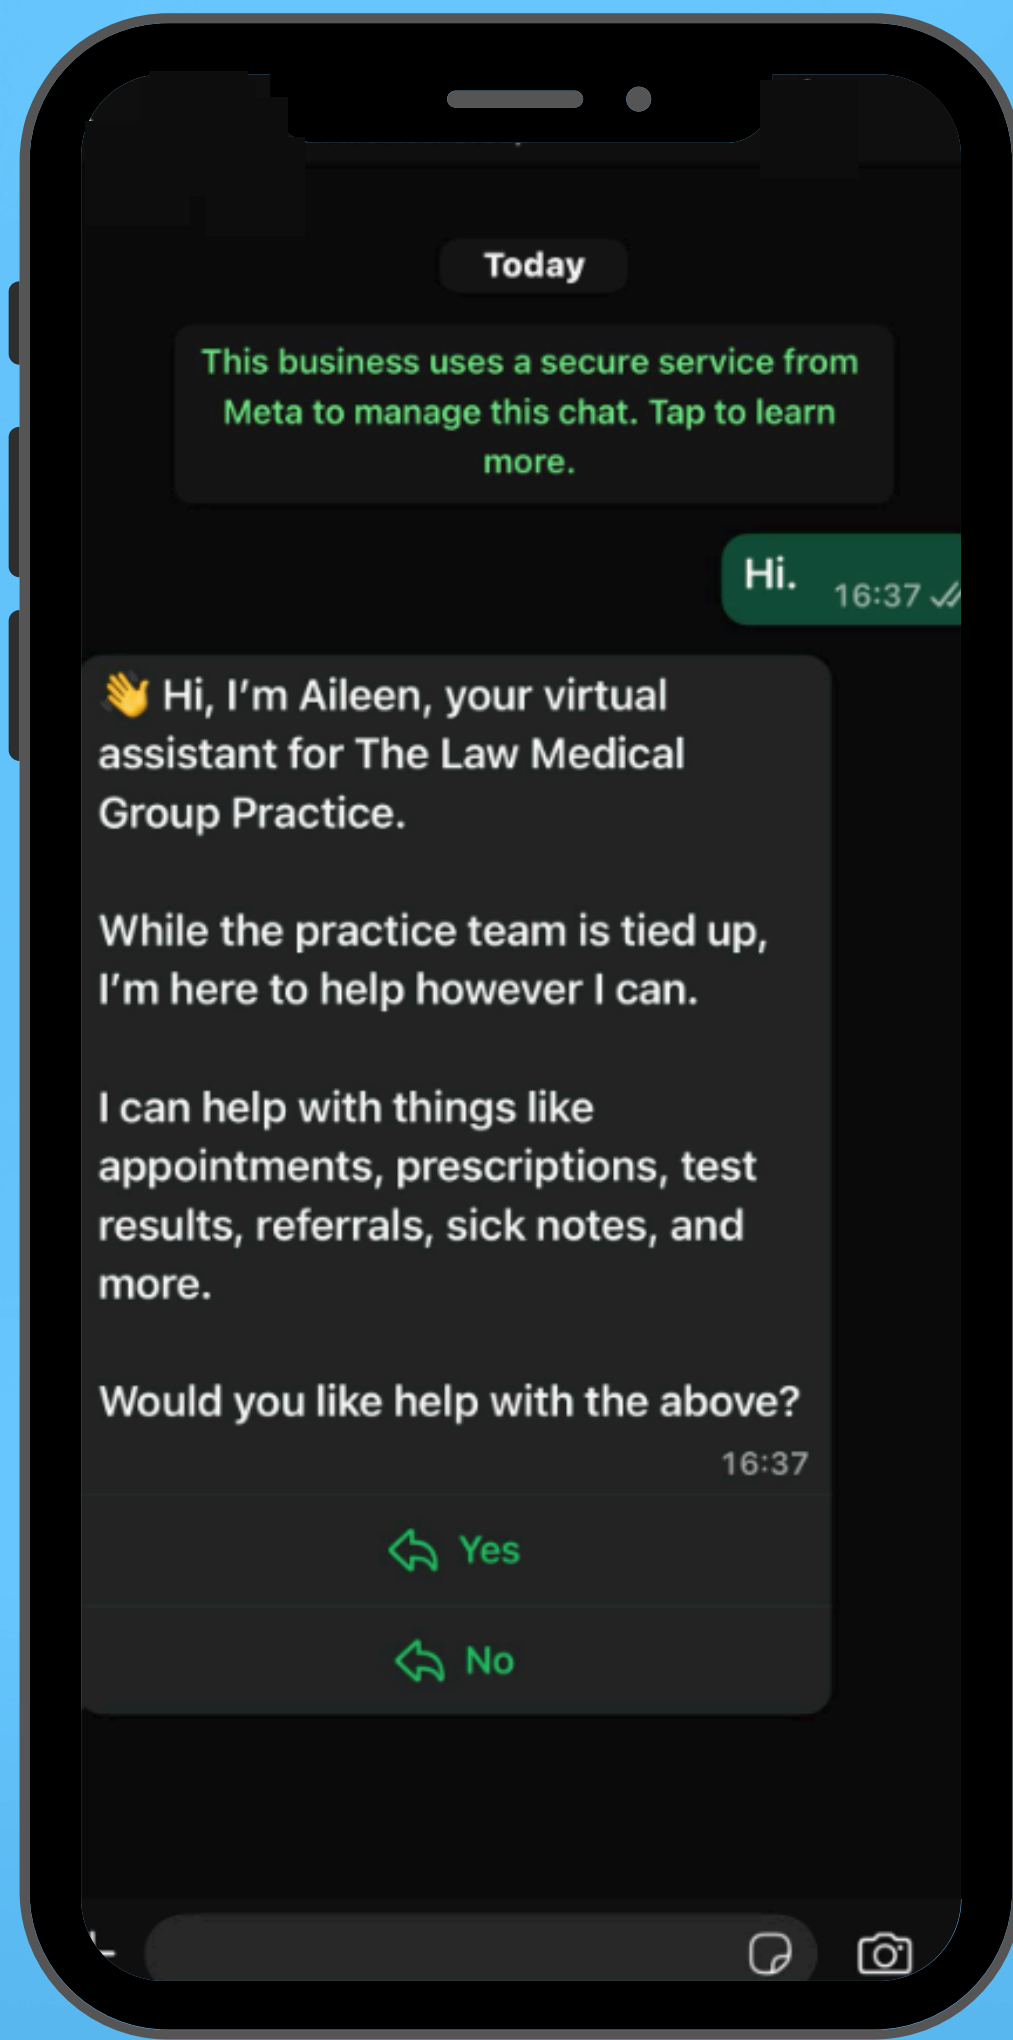 Today
This business uses a secure service from
Meta to manage this chat. Tap to learn
more.
Hi.
16:37
👋 Hi, I’m Aileen, your virtual
assistant for The Law Medical
Group Practice.
While the practice team is tied up,
I’m here to help however I can.
I can help with things like
appointments, prescriptions, test
results, referrals, sick notes, and
more.
Would you like help with the above?
16:37
Yes
No